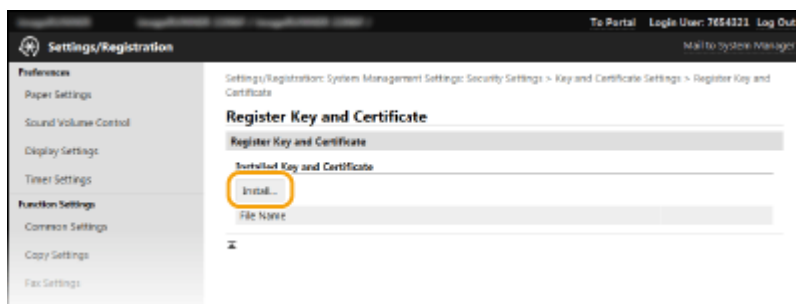 To Portal Login User: 7654321 Log Out
Settings/Registration
Mail to System Manager
Preferences
Paper Settings
Sound Volume Control
Display Settings
Timer Settings
Function Settings
Common Settings
Copy Settings
Fax Settings
Settings/Registration: System Management Settings: Security Settings > Key and Certificate Settings > Register Key and
Certificate
Register Key and Certificate
Register Key and Certificate
Installed Key and Certificate
Install...
File Name